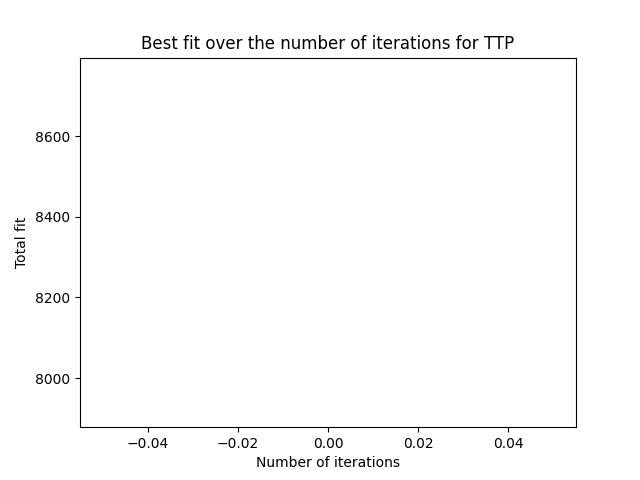 Best fit over the number of iterations for TTP
8600
8400
8200
8000
Total fit
−0.04 −0.02 0.00 0.02 0.04
Number of iterations